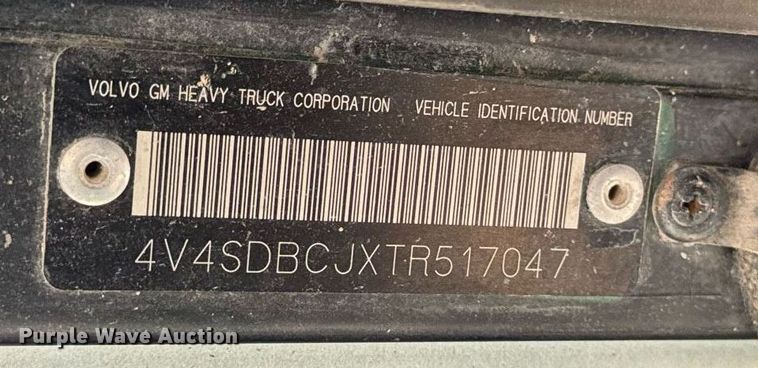 VOLVO GM HEAVY TRUCK CORPORATION VEHICLE IDENTIFICATION NUMBER
4V4SDBCJXTR517047
Purple Wave Auction